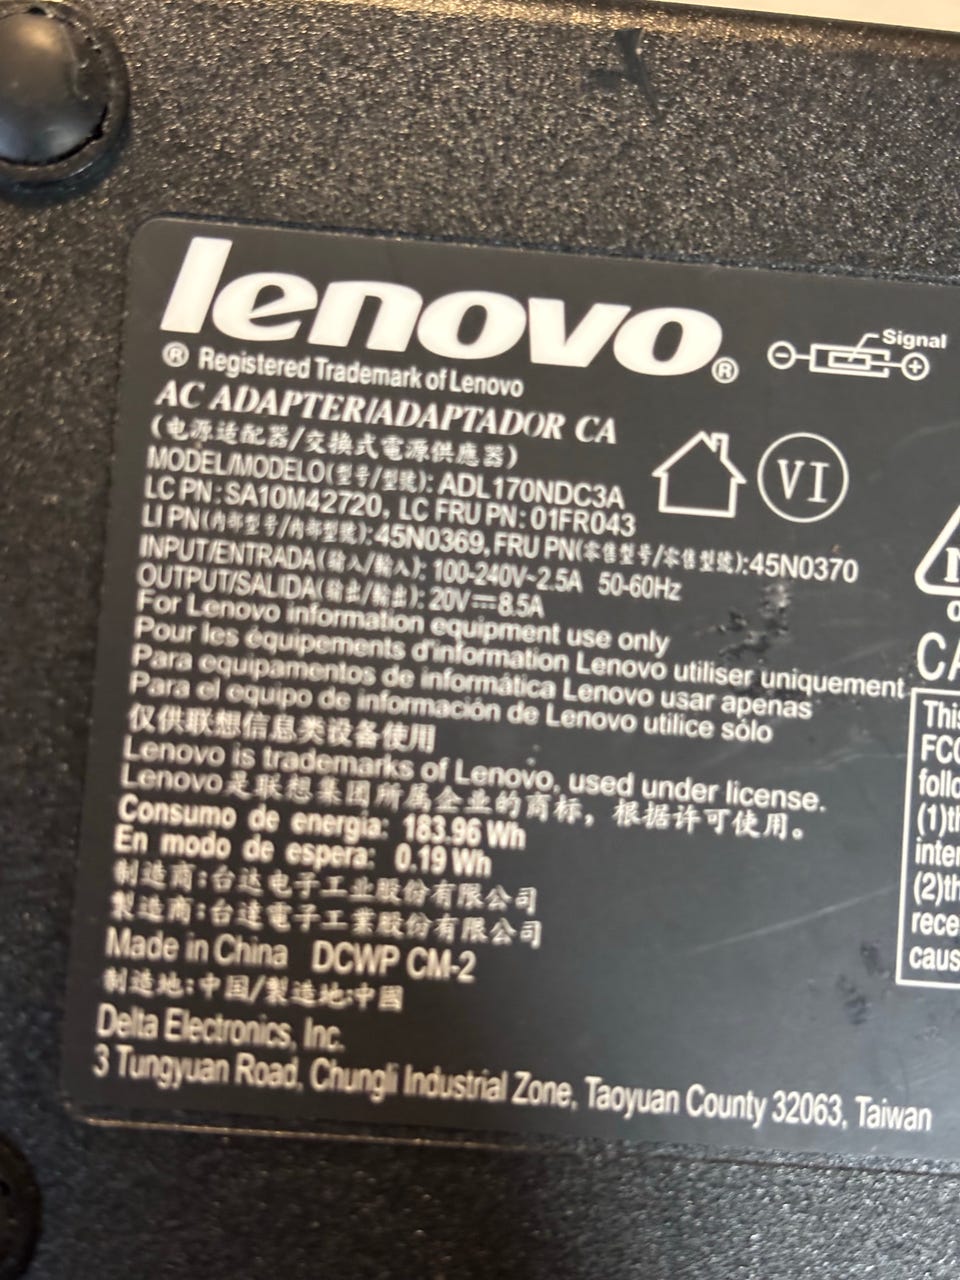 lenovo®
Signal
® Registered Trademark of Lenovo
AC ADAPTER/ADAPTADOR CA
(电源适配器/交換式電源供應器)
MODEL/MODELO(型号/型號): ADL170NDC3A
VI
LC PN:SA10M42720, LC FRU PN: 01FR043
LI PN(内部型号/內部型號):45N0369, FRU PN(零售型号/零售型號):45N0370
INPUT/ENTRADA(输入/輸入): 100-240V~2.5A 50-60Hz
OUTPUT/SALIDA(输出/輸出): 20V⎓8.5A
For Lenovo information equipment use only
Pour les équipements d'information Lenovo utiliser uniquement
Para equipamentos de informática Lenovo usar apenas
Para el equipo de información de Lenovo utilice sólo
仅供联想信息类设备使用
Lenovo is trademarks of Lenovo, used under license.
Lenovo是联想集团所属企业的商标，根据许可使用。
Consumo de energia: 183.96 Wh
En modo de espera: 0.19 Wh
制造商:台达电子工业股份有限公司
製造商:台達電子工業股份有限公司
Made in China DCWP CM-2
制造地:中国/製造地:中國
Delta Electronics, Inc.
3 Tungyuan Road, Chungli Industrial Zone, Taoyuan County 32063, Taiwan
N
CA
This
FCC
follo
(1)th
inter
(2)th
rece
caus